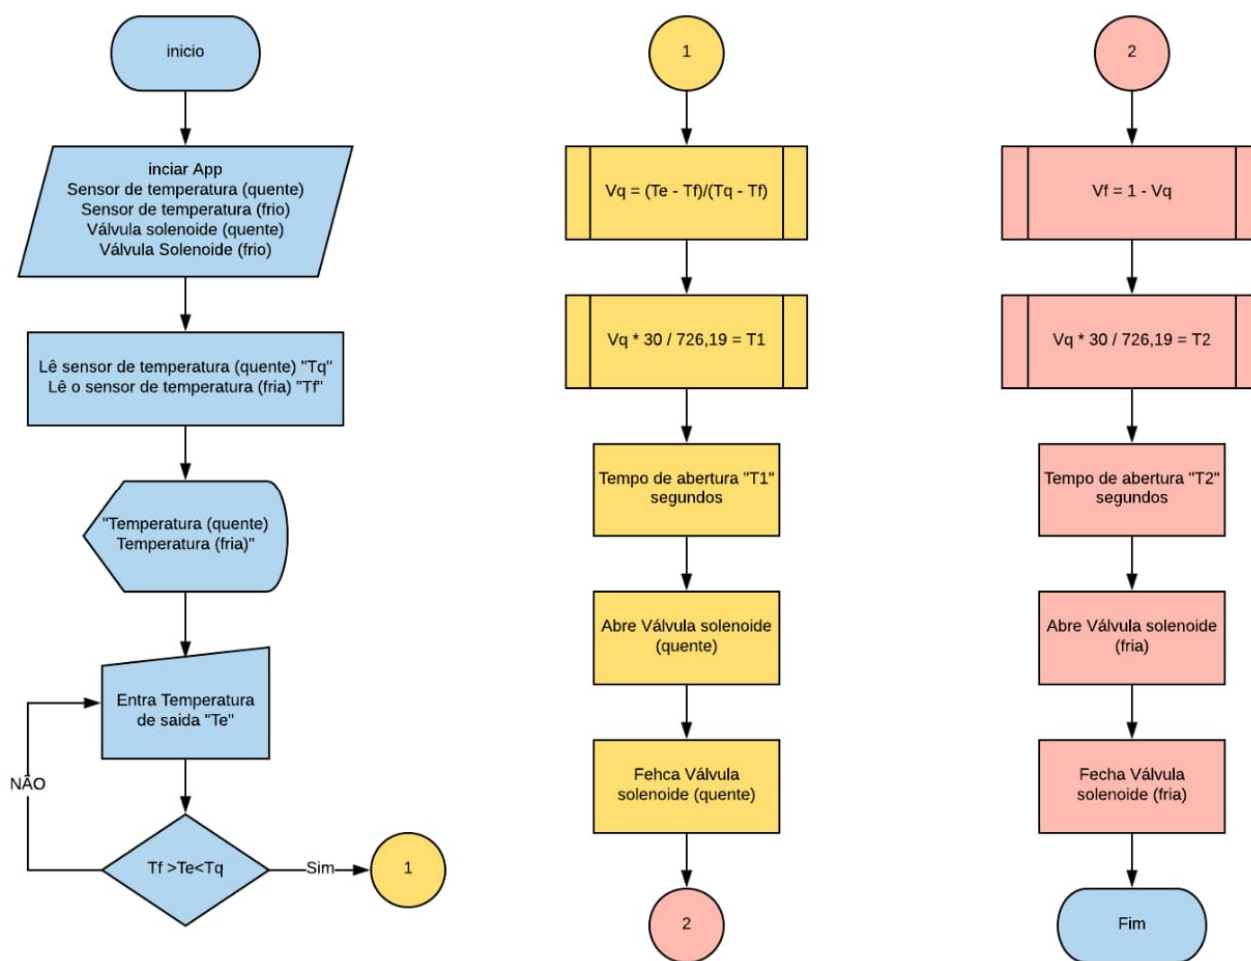 inicio
inciar App
Sensor de temperatura (quente)
Sensor de temperatura (frio)
Válvula solenoide (quente)
Válvula Solenoide (frio)
Lê sensor de temperatura (quente) "Tq"
Lê o sensor de temperatura (fria) "Tf"
"Temperatura (quente)
Temperatura (fria)"
Entra Temperatura
de saida "Te"
NÃO
Tf >Te<Tq
Sim
1
1
Vq = (Te - Tf)/(Tq - Tf)
Vq * 30 / 726,19 = T1
Tempo de abertura "T1"
segundos
Abre Válvula solenoide
(quente)
Fehca Válvula
solenoide (quente)
2
2
Vf = 1 - Vq
Vq * 30 / 726,19 = T2
Tempo de abertura "T2"
segundos
Abre Válvula solenoide
(fria)
Fecha Válvula
solenoide (fria)
Fim